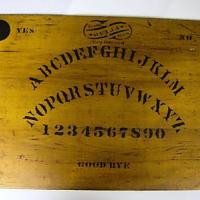 YES
NO
ABCDEFGHIJKLM
NOPQRSTUVWXYZ
1234567890
GOOD BYE